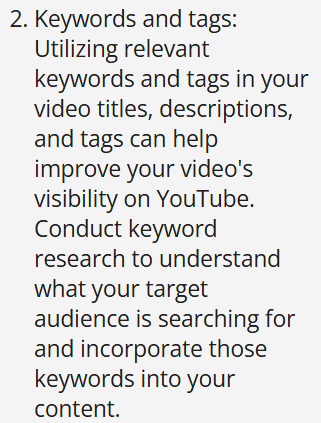 2. Keywords and tags:
Utilizing relevant
keywords and tags in your
video titles, descriptions,
and tags can help
improve your video's
visibility on YouTube.
Conduct keyword
research to understand
what your target
audience is searching for
and incorporate those
keywords into your
content.